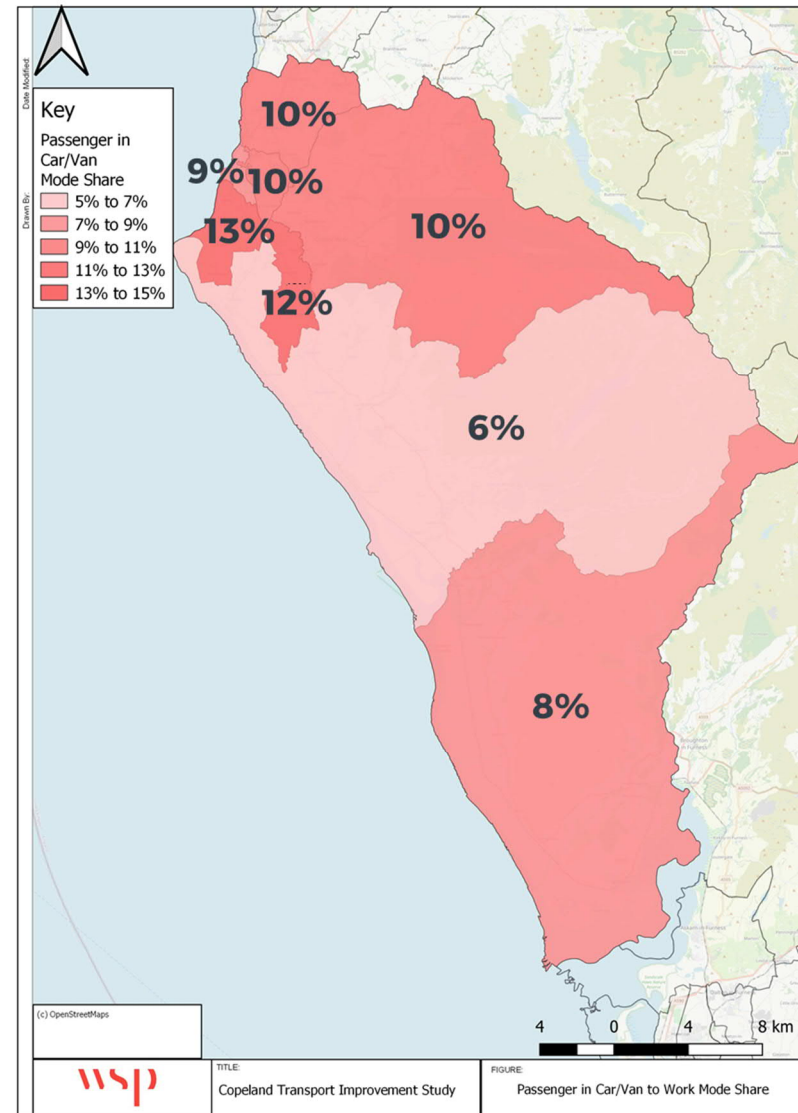 Date Modified:
Drawn By:
Key
Passenger in
Car/Van
Mode Share
5% to 7%
7% to 9%
9% to 11%
11% to 13%
13% to 15%
10%
9%
10%
13%
10%
12%
6%
8%
(c) OpenStreetMaps
4 0 4 8 km
wsp
TITLE:
Copeland Transport Improvement Study
FIGURE:
Passenger in Car/Van to Work Mode Share